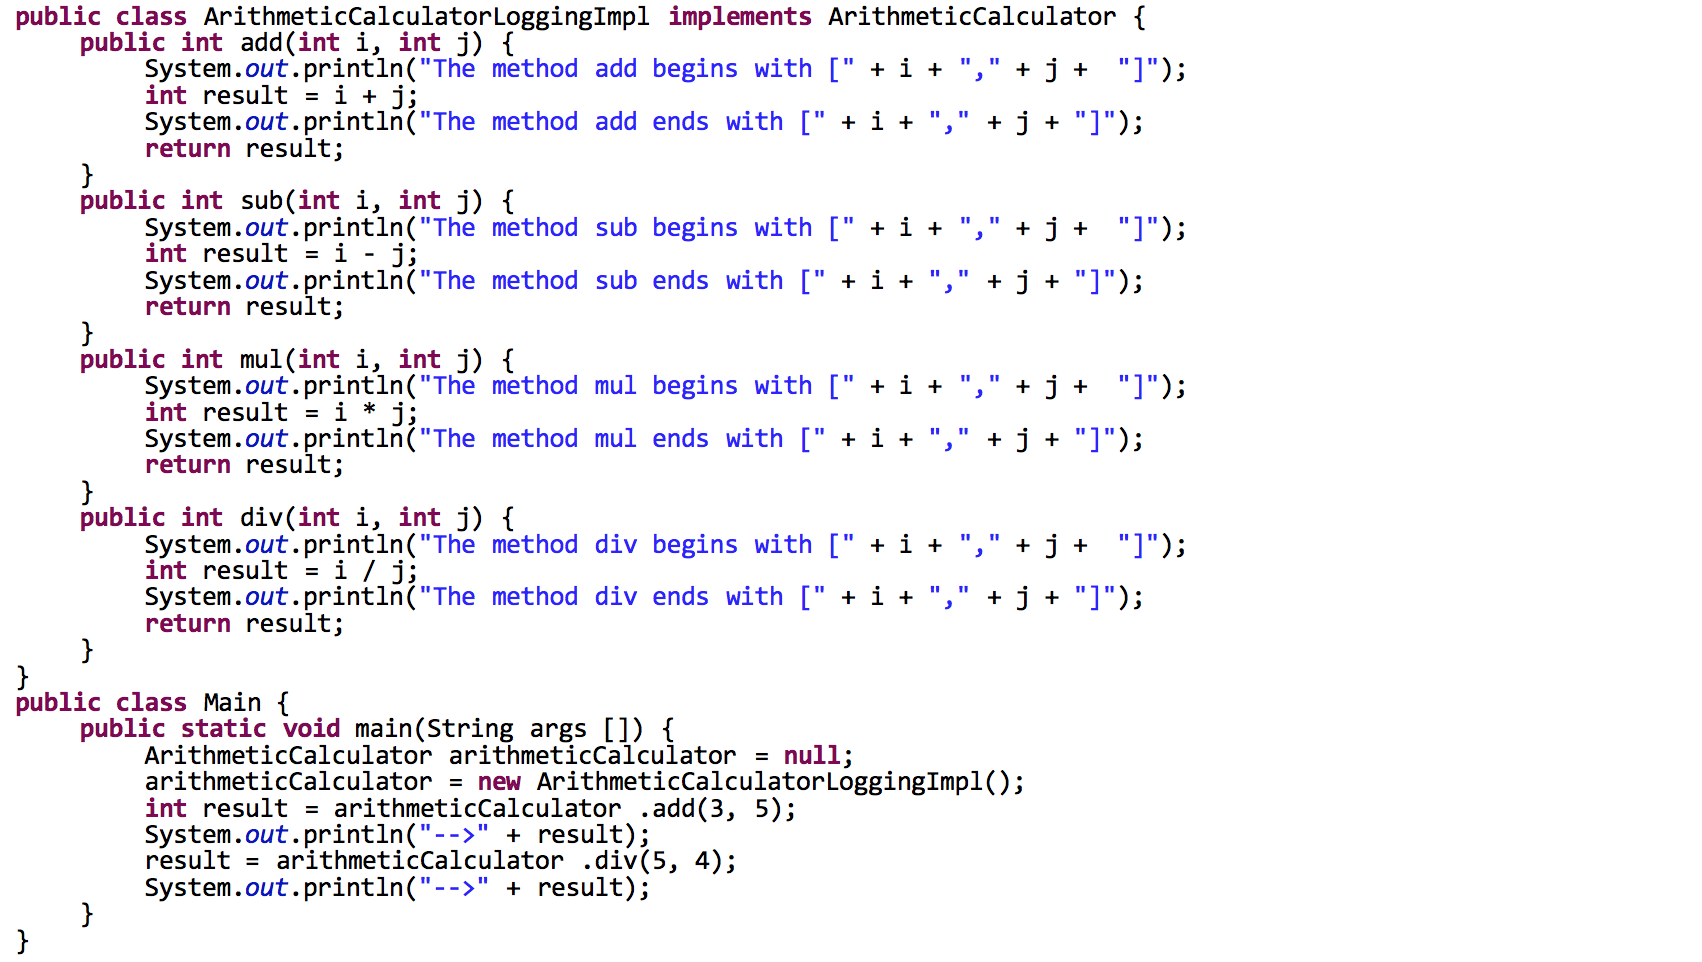 public class ArithmeticCalculatorLoggingImpl implements ArithmeticCalculator {
public int add(int i, int j) {
System.out.println("The method add begins with [" + i + "," + j +  "]");
int result = i + j;
System.out.println("The method add ends with [" + i + "," + j + "]");
return result;
}
public int sub(int i, int j) {
System.out.println("The method sub begins with [" + i + "," + j +  "]");
int result = i - j;
System.out.println("The method sub ends with [" + i + "," + j + "]");
return result;
}
public int mul(int i, int j) {
System.out.println("The method mul begins with [" + i + "," + j +  "]");
int result = i * j;
System.out.println("The method mul ends with [" + i + "," + j + "]");
return result;
}
public int div(int i, int j) {
System.out.println("The method div begins with [" + i + "," + j +  "]");
int result = i / j;
System.out.println("The method div ends with [" + i + "," + j + "]");
return result;
}
}
public class Main {
public static void main(String args []) {
ArithmeticCalculator arithmeticCalculator = null;
arithmeticCalculator = new ArithmeticCalculatorLoggingImpl();
int result = arithmeticCalculator .add(3, 5);
System.out.println("-->" + result);
result = arithmeticCalculator .div(5, 4);
System.out.println("-->" + result);
}
}